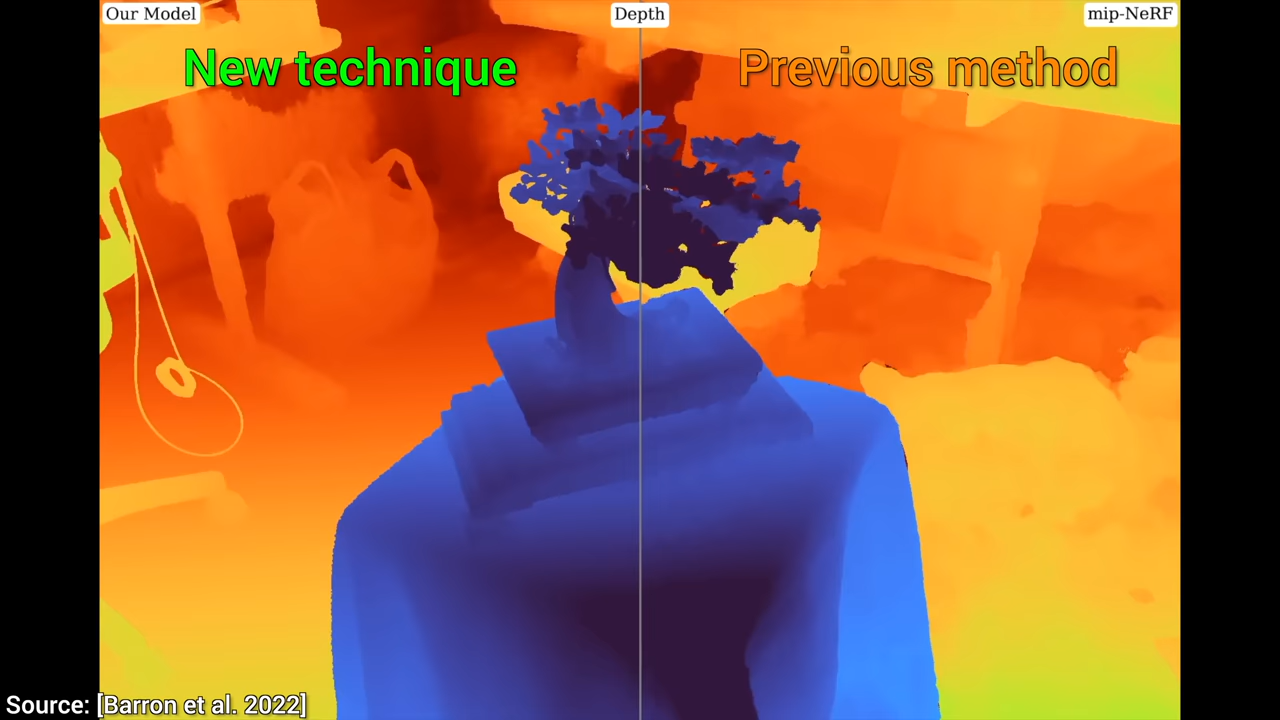 Our Model
Depth
mip-NeRF
New technique
Previous method
Source: [Barron et al. 2022]